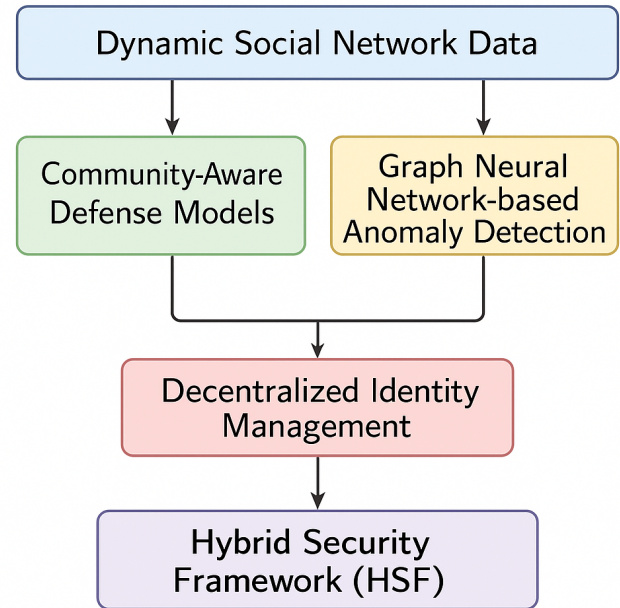 Dynamic Social Network Data
Community-Aware
Defense Models
Graph Neural
Network-based
Anomaly Detection
Decentralized Identity
Management
Hybrid Security
Framework (HSF)